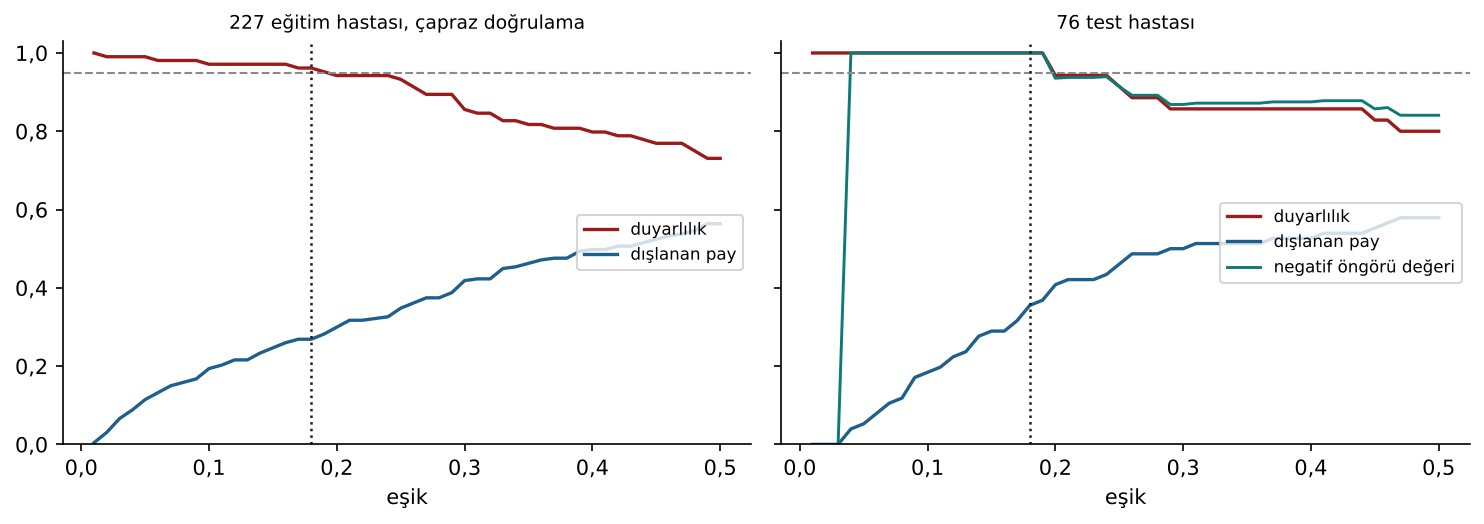 227 eğitim hastası, çapraz doğrulama
1,0
0,8
0,6
0,4
0,2
0,0
duyarlılık
dışlanan pay
0,0 0,1 0,2 0,3 0,4 0,5
eşik
76 test hastası
duyarlılık
dışlanan pay
negatif öngörü değeri
0,0 0,1 0,2 0,3 0,4 0,5
eşik